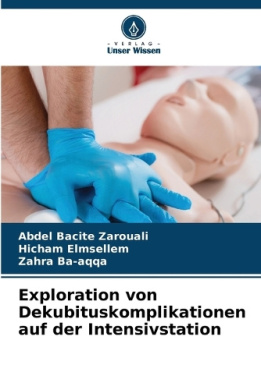 - VERLAG -
Unser Wissen
Abdel Bacite Zarouali
Hicham Elmsellem
Zahra Ba-aqqa
Exploration von
Dekubituskomplikationen
auf der Intensivstation